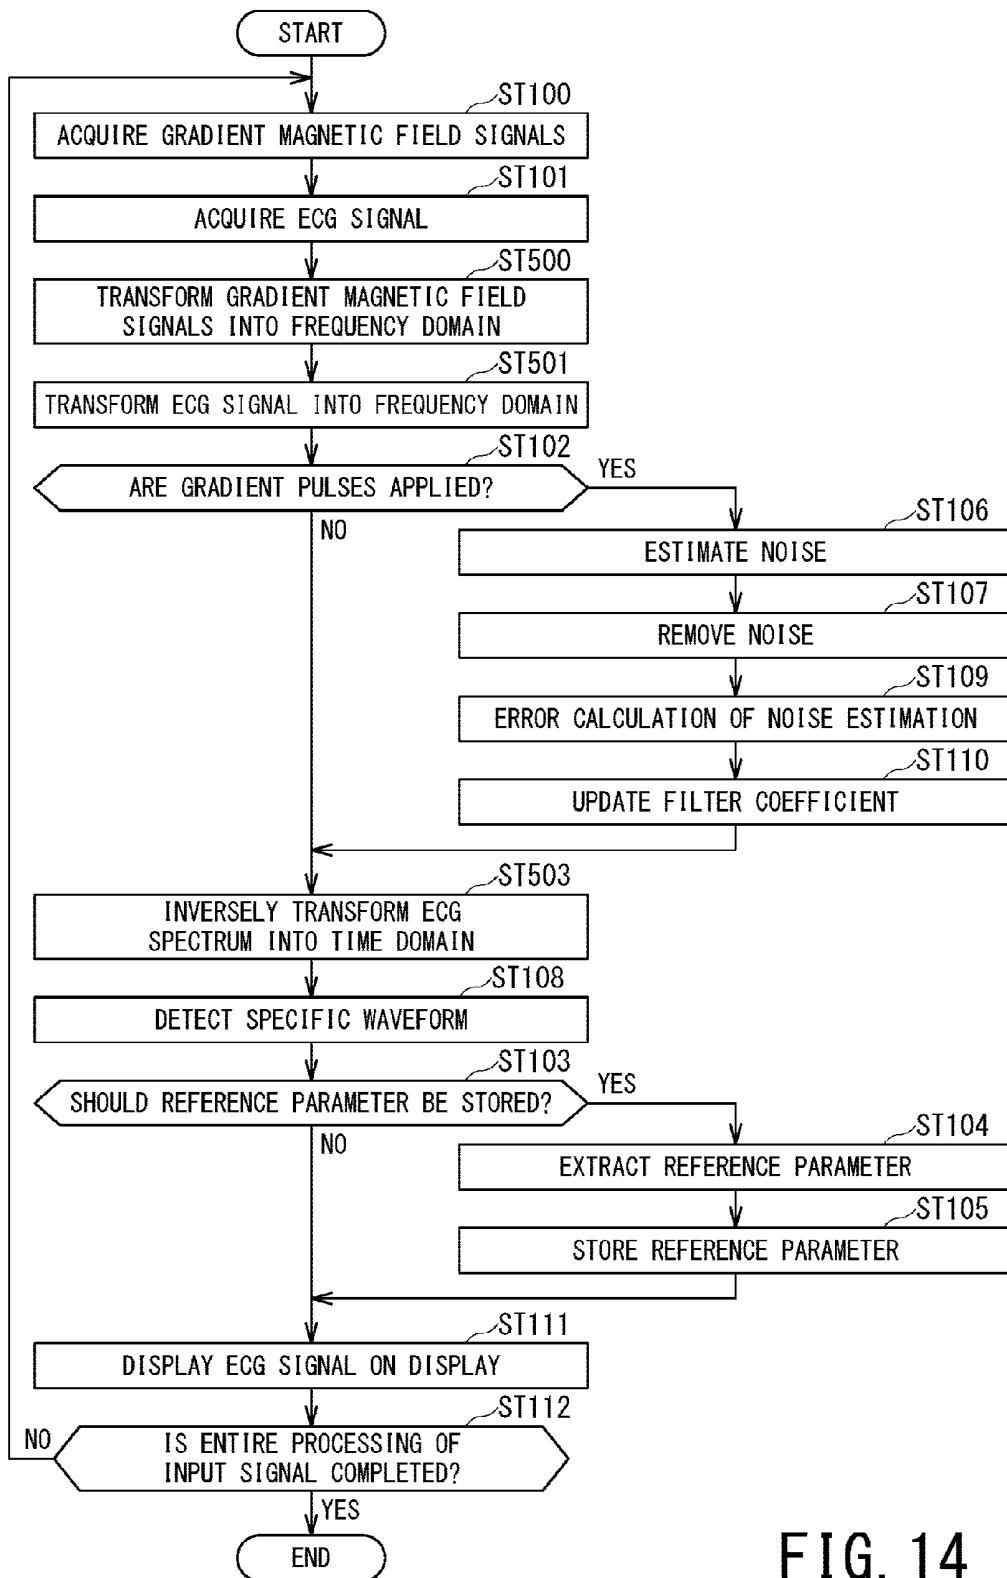 START
ST100
ACQUIRE GRADIENT MAGNETIC FIELD SIGNALS
ST101
ACQUIRE ECG SIGNAL
ST500
TRANSFORM GRADIENT MAGNETIC FIELD
SIGNALS INTO FREQUENCY DOMAIN
ST501
TRANSFORM ECG SIGNAL INTO FREQUENCY DOMAIN
ST102
ARE GRADIENT PULSES APPLIED?
YES
NO
ST106
ESTIMATE NOISE
ST107
REMOVE NOISE
ST109
ERROR CALCULATION OF NOISE ESTIMATION
ST110
UPDATE FILTER COEFFICIENT
ST503
INVERSELY TRANSFORM ECG
SPECTRUM INTO TIME DOMAIN
ST108
DETECT SPECIFIC WAVEFORM
ST103
SHOULD REFERENCE PARAMETER BE STORED?
YES
NO
ST104
EXTRACT REFERENCE PARAMETER
ST105
STORE REFERENCE PARAMETER
ST111
DISPLAY ECG SIGNAL ON DISPLAY
ST112
IS ENTIRE PROCESSING OF
INPUT SIGNAL COMPLETED?
NO
YES
END
FIG. 14